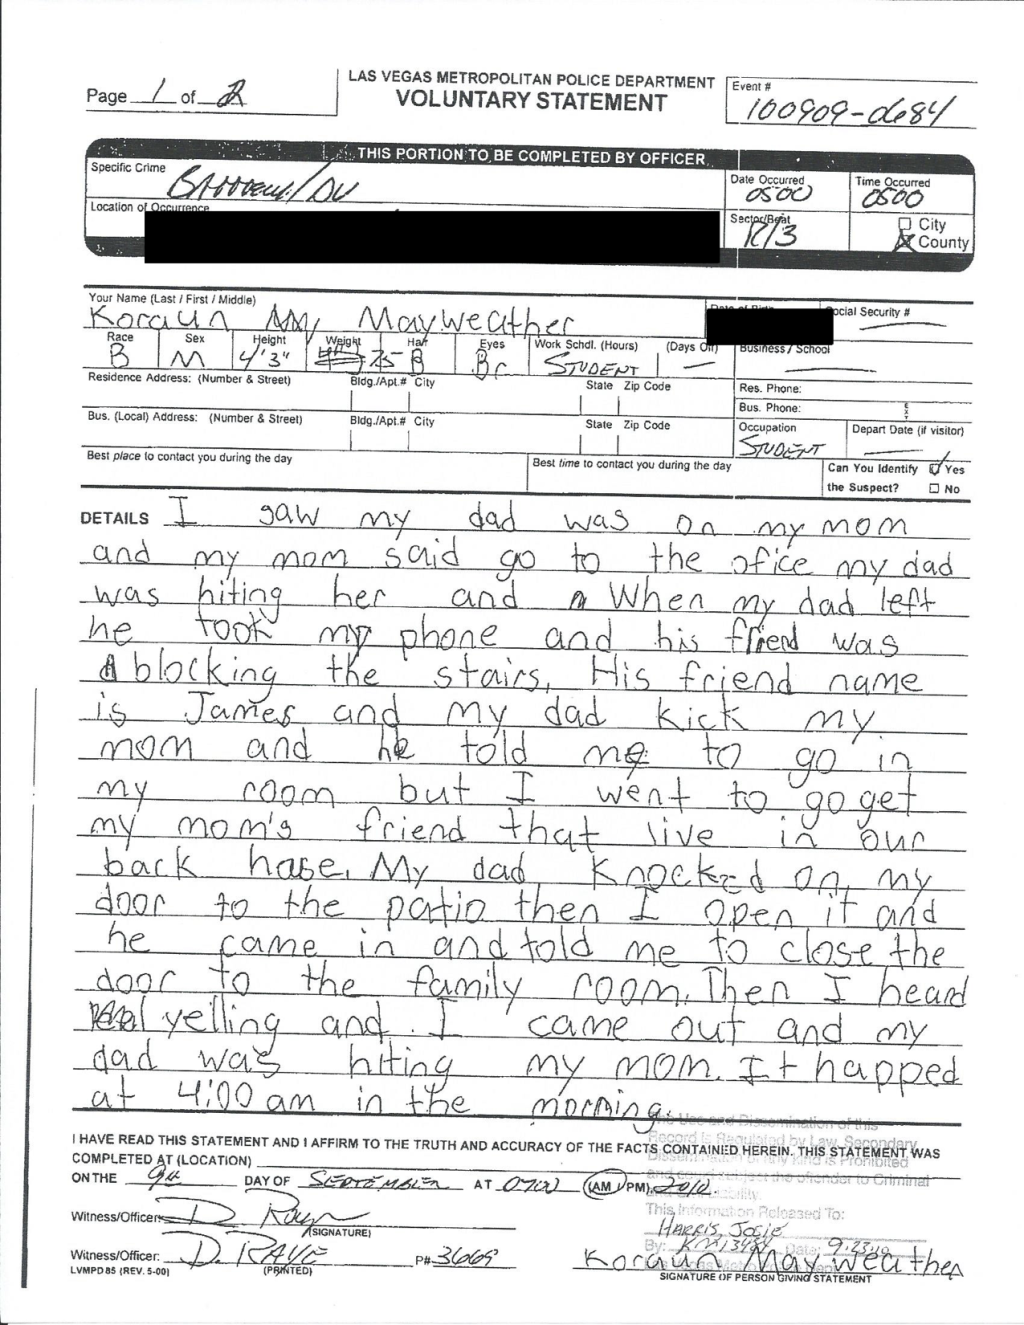 Page 1 of 2
LAS VEGAS METROPOLITAN POLICE DEPARTMENT
VOLUNTARY STATEMENT
Event #
100909-0684
THIS PORTION TO BE COMPLETED BY OFFICER
Specific Crime
Battery/DV
Date Occurred
0500
Time Occurred
0500
Location of Occurrence
Sector/Beat
R/3
City
County
Your Name (Last / First / Middle)
Koraun Mayweather
Date of Birth
Social Security #
Race
B
Sex
M
Height
4'3"
Weight
75
Hair
B
Eyes
Br
Work Schdl. (Hours)
STUDENT
(Days Off)
Business / School
Residence Address: (Number & Street) Bldg./Apt.# City State Zip Code
Res. Phone:
Bus. Phone:
EXT
Bus. (Local) Address: (Number & Street) Bldg./Apt.# City State Zip Code
Occupation
STUDENT
Depart Date (if visitor)
Best place to contact you during the day
Best time to contact you during the day
Can You Identify the Suspect?
Yes
No
DETAILS I saw my dad was on my mom
and my mom said go to the ofice my dad
was hiting her and When my dad left
he took my phone and his friend was
blocking the stairs. His friend name
is James and my dad kick my
mom and he told me to go in
my room but I went to go get
my mom's friend that live in our
back hase. My dad knocked on my
door to the patio then I open it and
he came in and told me to close the
door to the family room. Then I heard
yelling and I came out and my
dad was hiting my mom. It happed
at 4:00 am in the morning.
I HAVE READ THIS STATEMENT AND I AFFIRM TO THE TRUTH AND ACCURACY OF THE FACTS CONTAINED HEREIN. THIS STATEMENT WAS
COMPLETED AT (LOCATION)
ON THE 9th DAY OF SEPTEMBER AT 0700 (AM / PM), 2010.
Witness/Officer:
(SIGNATURE)
Witness/Officer: D. RAYE P# 3669
(PRINTED)
LVMPD 85 (REV. 5-00)
The Use and Dissemination of this
Record is Regulated by Law. Secondary
Dissemination of any kind is Prohibited
and could subject the offender to Criminal
This Information Released To:
HARRIS, JOSIE
By: Date: 9-23-10
Koraun Mayweather
SIGNATURE OF PERSON GIVING STATEMENT